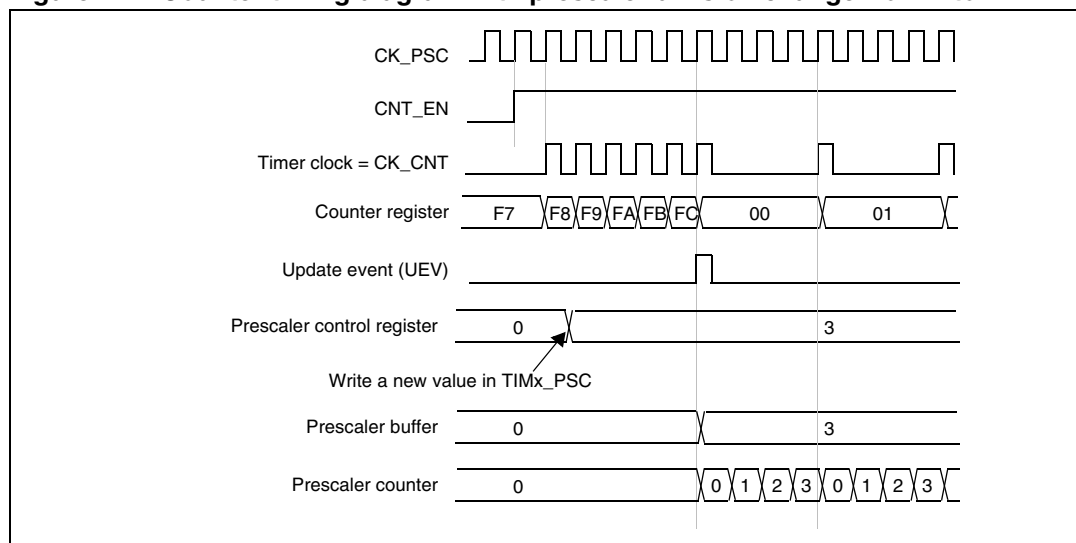 CK_PSC
CNT_EN
Timer clock = CK_CNT
Counter register F7 F8 F9 FA FB FC 00 01
Update event (UEV)
Prescaler control register 0 3
Write a new value in TIMx_PSC
Prescaler buffer 0 3
Prescaler counter 0 0 1 2 3 0 1 2 3